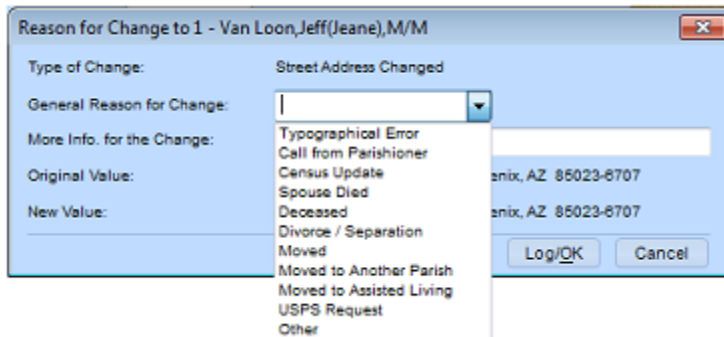 Reason for Change to 1 - Van Loon,Jeff(Jeane),M/M
Type of Change: Street Address Changed
General Reason for Change:
Typographical Error
More Info. for the Change:
Call from Parishioner
Census Update
Original Value: enix, AZ 85023-6707
Spouse Died
Deceased
New Value: enix, AZ 85023-6707
Divorce / Separation
Moved
Log/OK Cancel
Moved to Another Parish
Moved to Assisted Living
USPS Request
Other